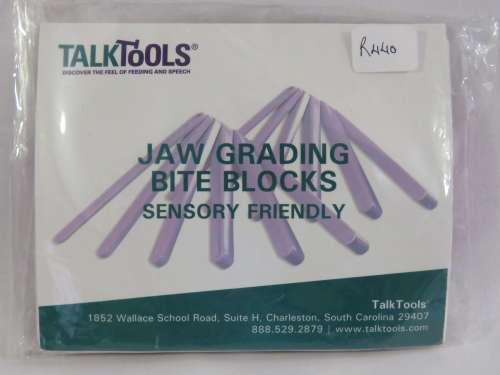 TALKTOOLS®
DISCOVER THE FEEL OF FEEDING AND SPEECH
R440
JAW GRADING
BITE BLOCKS
SENSORY FRIENDLY
TalkTools®
1852 Wallace School Road, Suite H, Charleston, South Carolina 29407
888.529.2879 | www.talktools.com